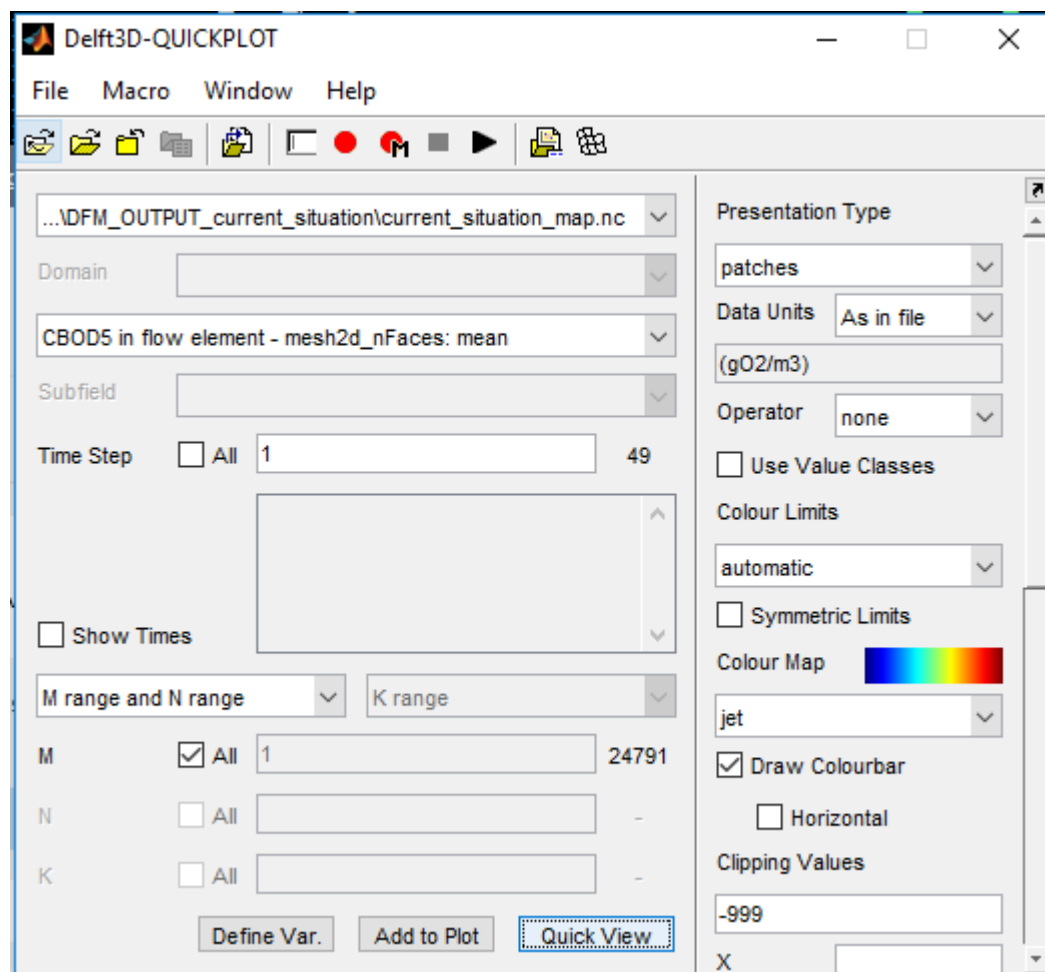 Delft3D-QUICKPLOT
File Macro Window Help
M
...\DFM_OUTPUT_current_situation\current_situation_map.nc
Domain
CBOD5 in flow element - mesh2d_nFaces: mean
Subfield
Time Step All 1 49
Show Times
M range and N range K range
M All 1 24791
N All -
K All -
Define Var. Add to Plot Quick View
Presentation Type
patches
Data Units As in file
(gO2/m3)
Operator none
Use Value Classes
Colour Limits
automatic
Symmetric Limits
Colour Map
jet
Draw Colourbar
Horizontal
Clipping Values
-999
X